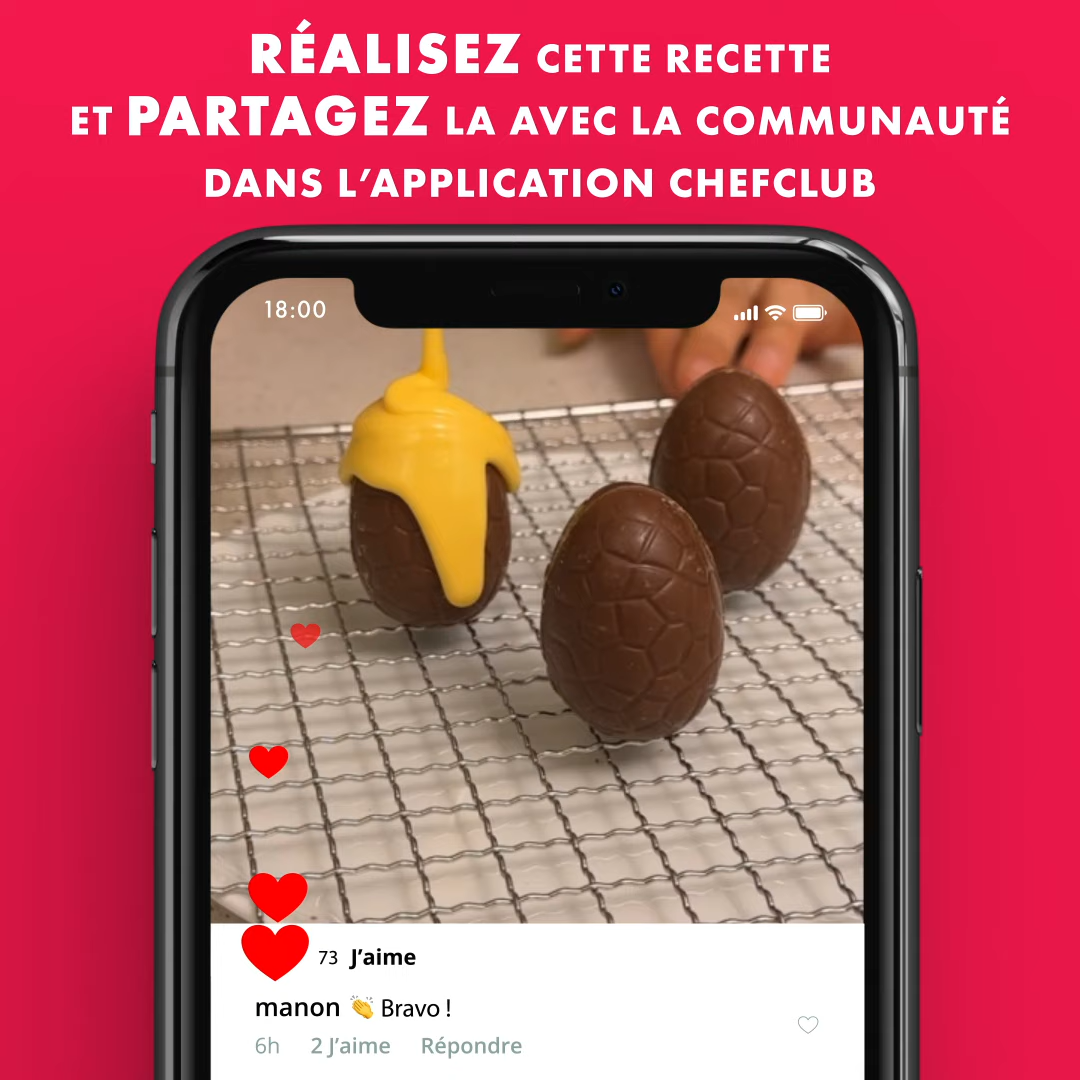 RÉALISEZ CETTE RECETTE
ET PARTAGEZ LA AVEC LA COMMUNAUTÉ
DANS L'APPLICATION CHEFCLUB
18:00
73 J'aime
manon 👏 Bravo !
6h 2 J'aime Répondre